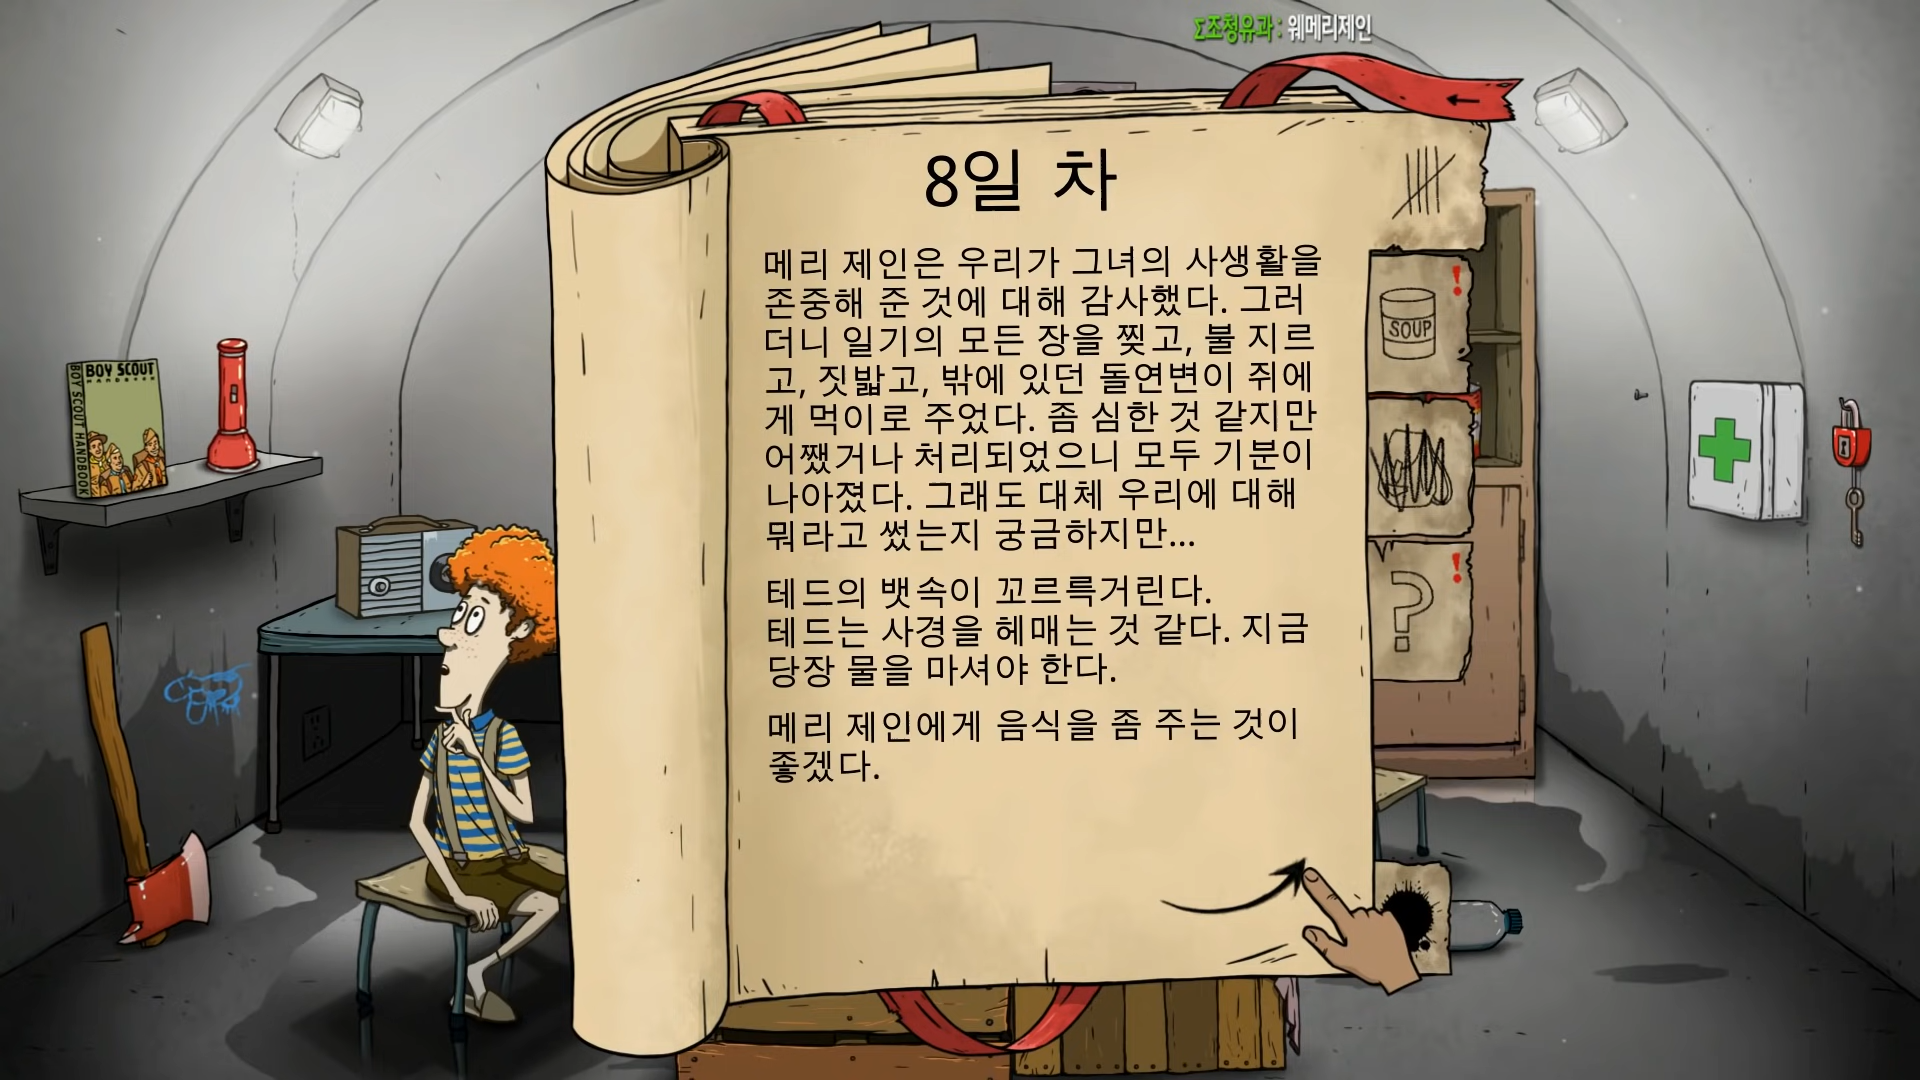 Σ조청유과: 웨메리제인
8일 차
메리 제인은 우리가 그녀의 사생활을
존중해 준 것에 대해 감사했다. 그러
더니 일기의 모든 장을 찢고, 불 지르
고, 짓밟고, 밖에 있던 돌연변이 쥐에
게 먹이로 주었다. 좀 심한 것 같지만
어쨌거나 처리되었으니 모두 기분이
나아졌다. 그래도 대체 우리에 대해
뭐라고 썼는지 궁금하지만...
테드의 뱃속이 꼬르륵거린다.
테드는 사경을 헤매는 것 같다. 지금
당장 물을 마셔야 한다.
메리 제인에게 음식을 좀 주는 것이
좋겠다.
!
SOUP
!
?
BOY SCOUT
HANDBOOK
BOY SCOUT HANDBOOK